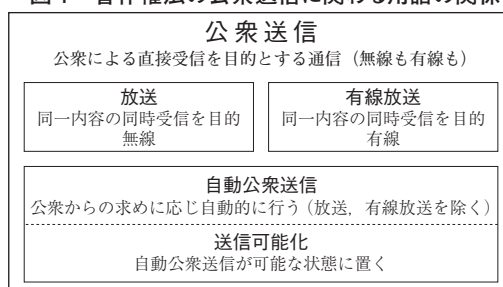 図1 著作権法の公衆送信に関わる用語の関係
公衆送信
公衆による直接受信を目的とする通信（無線も有線も）
放送
同一内容の同時受信を目的
無線
有線放送
同一内容の同時受信を目的
有線
自動公衆送信
公衆からの求めに応じ自動的に行う（放送，有線放送を除く）
送信可能化
自動公衆送信が可能な状態に置く